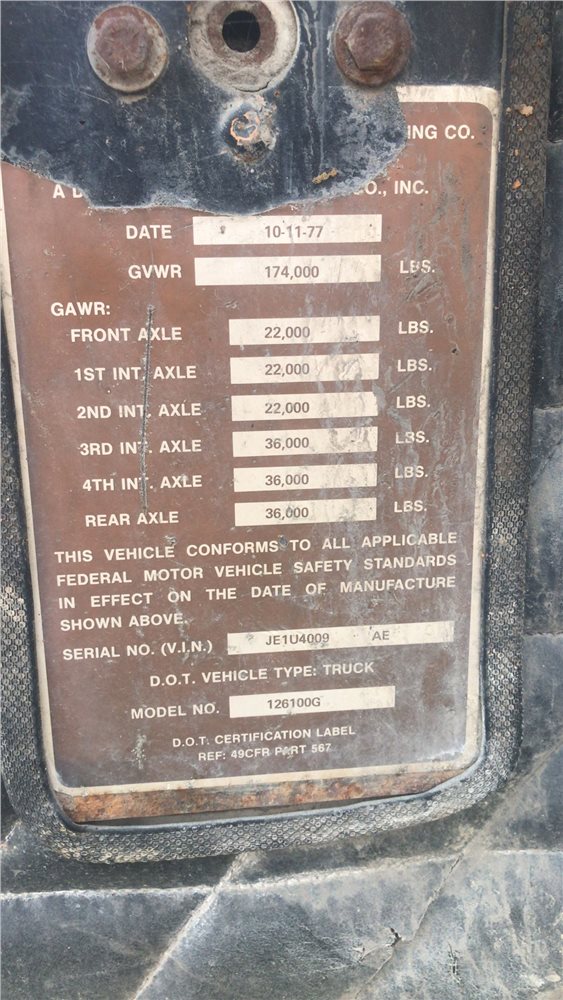 ING CO.
A D O., INC.
DATE 10-11-77
GVWR 174,000 LBS.
GAWR:
FRONT AXLE 22,000 LBS.
1ST INT. AXLE 22,000 LBS.
2ND INT. AXLE 22,000 LBS.
3RD INT. AXLE 36,000 LBS.
4TH INT. AXLE 36,000 LBS.
REAR AXLE 36,000 LBS.
THIS VEHICLE CONFORMS TO ALL APPLICABLE
FEDERAL MOTOR VEHICLE SAFETY STANDARDS
IN EFFECT ON THE DATE OF MANUFACTURE
SHOWN ABOVE.
SERIAL NO. (V.I.N.) JE1U4009 AE
D.O.T. VEHICLE TYPE: TRUCK
MODEL NO. 126100G
D.O.T. CERTIFICATION LABEL
REF: 49CFR PART 567